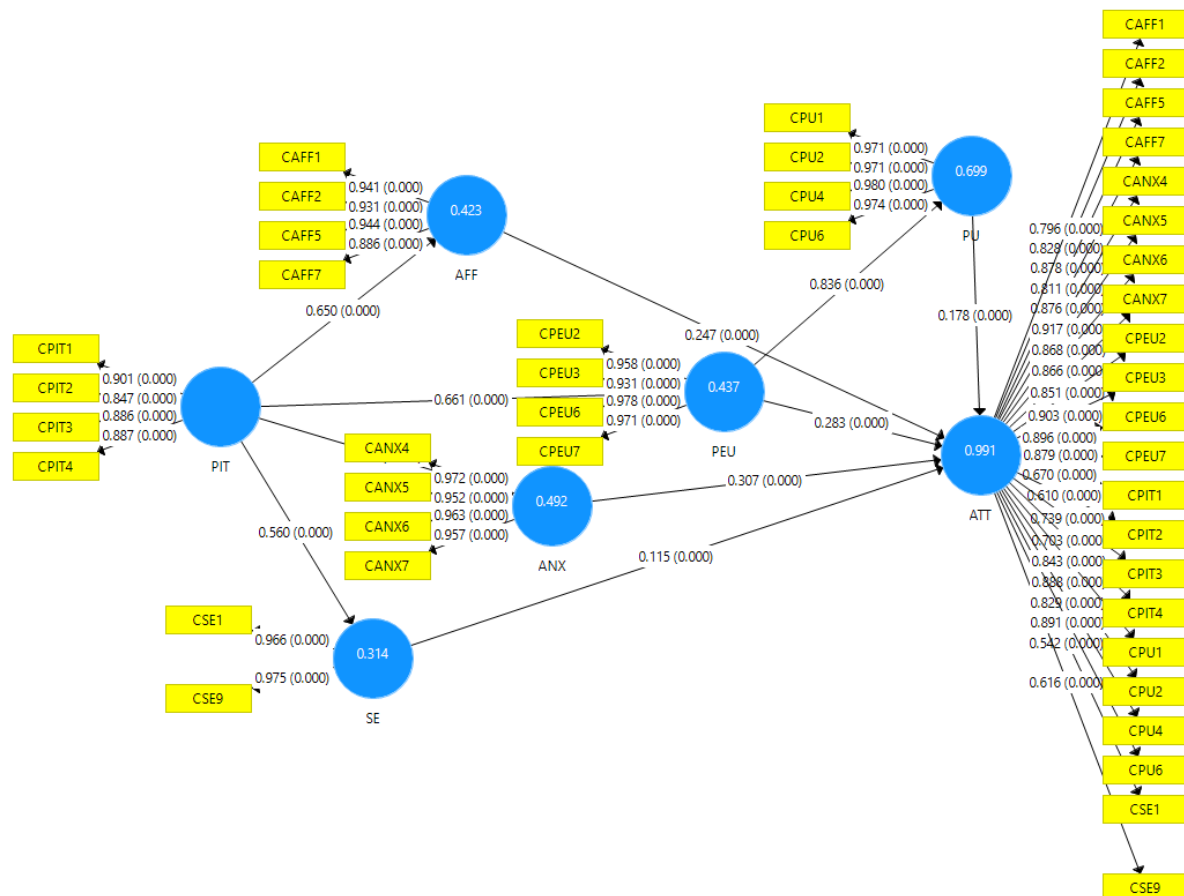 CAFF1
CAFF2
CAFF5
CAFF7
CANX4
CANX5
CANX6
CANX7
CPEU2
CPEU3
CPEU6
CPEU7
CPIT1
CPIT2
CPIT3
CPIT4
CPU1
CPU2
CPU4
CPU6
CSE1
CSE9
0.796 (0.000)
0.828 (0.000)
0.878 (0.000)
0.811 (0.000)
0.876 (0.000)
0.917 (0.000)
0.868 (0.000)
0.866 (0.000)
0.851 (0.000)
0.903 (0.000)
0.896 (0.000)
0.879 (0.000)
0.670 (0.000)
0.610 (0.000)
0.739 (0.000)
0.703 (0.000)
0.843 (0.000)
0.888 (0.000)
0.829 (0.000)
0.891 (0.000)
0.542 (0.000)
0.616 (0.000)
CPU1
CPU2
CPU4
CPU6
0.971 (0.000)
0.971 (0.000)
0.980 (0.000)
0.974 (0.000)
0.699
PU
CAFF1
CAFF2
CAFF5
CAFF7
0.941 (0.000)
0.931 (0.000)
0.944 (0.000)
0.886 (0.000)
0.423
AFF
0.650 (0.000)
0.836 (0.000)
0.178 (0.000)
0.247 (0.000)
CPIT1
CPIT2
CPIT3
CPIT4
0.901 (0.000)
0.847 (0.000)
0.886 (0.000)
0.887 (0.000)
PIT
0.661 (0.000)
CPEU2
CPEU3
CPEU6
CPEU7
0.958 (0.000)
0.931 (0.000)
0.978 (0.000)
0.971 (0.000)
0.437
PEU
0.283 (0.000)
0.991
ATT
CANX4
CANX5
CANX6
CANX7
0.972 (0.000)
0.952 (0.000)
0.963 (0.000)
0.957 (0.000)
0.492
ANX
0.307 (0.000)
0.560 (0.000)
0.115 (0.000)
CSE1
CSE9
0.966 (0.000)
0.975 (0.000)
0.314
SE